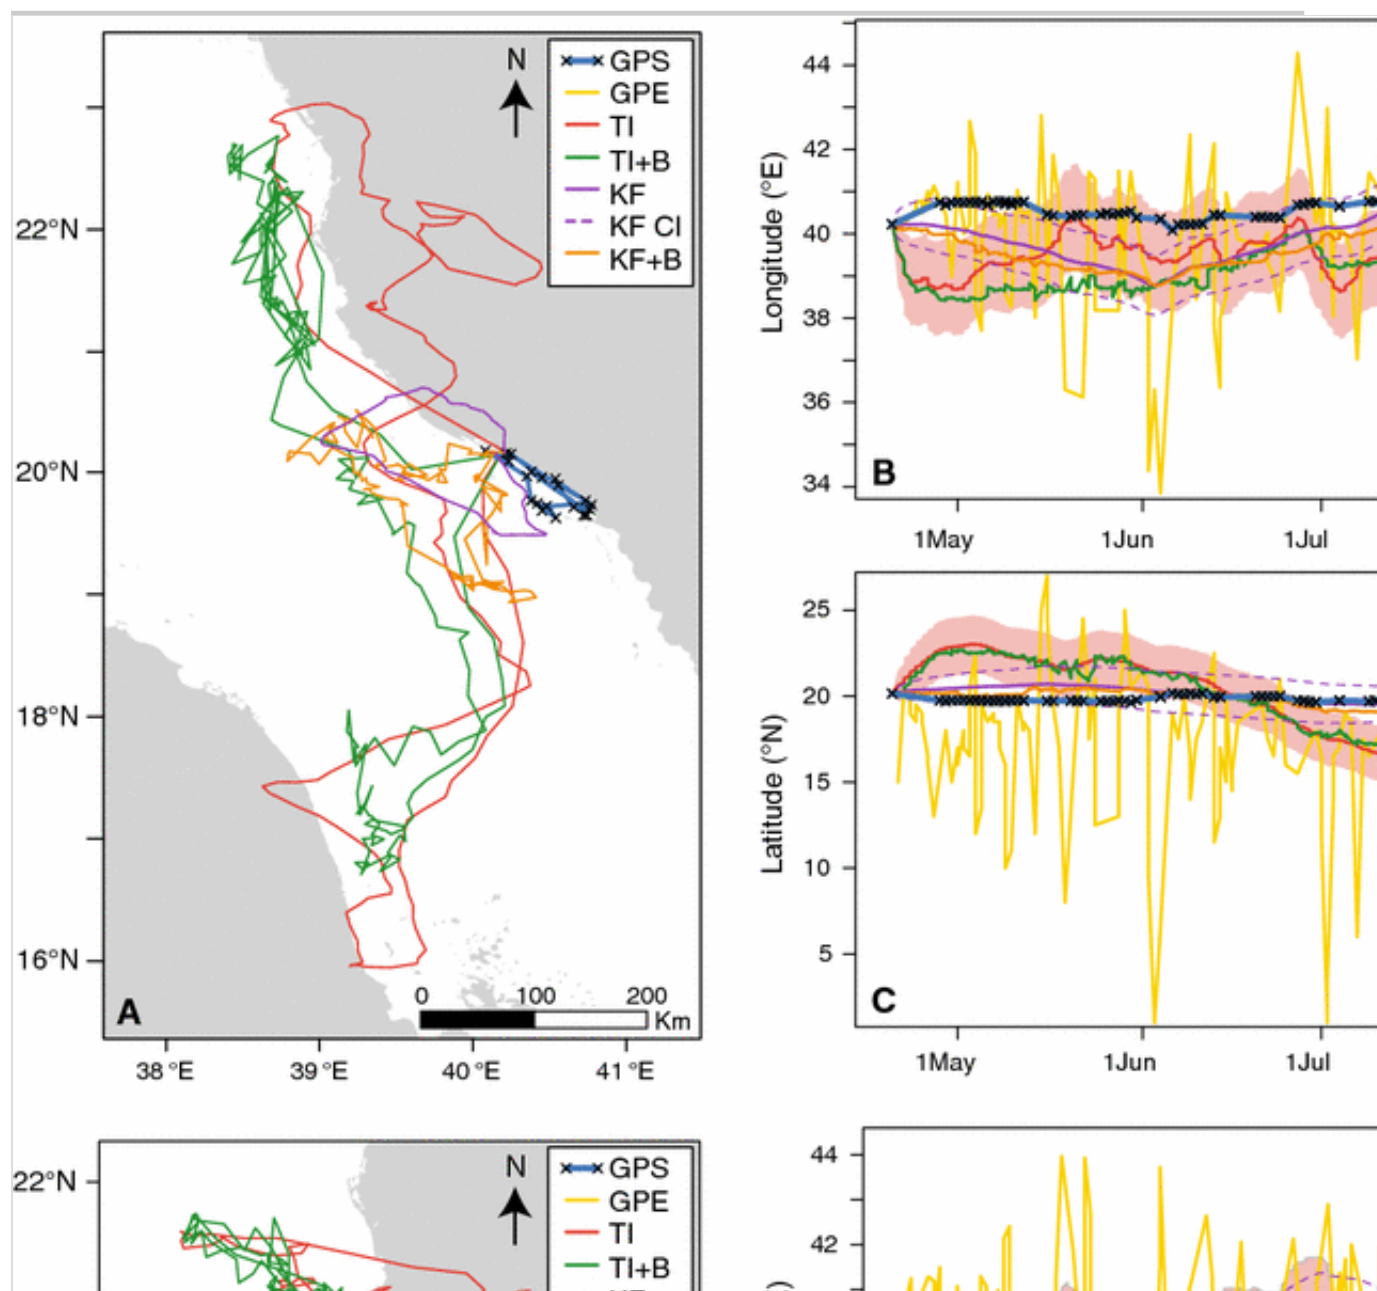 N
GPS
GPE
TI
TI+B
KF
KF CI
KF+B
22°N
20°N
18°N
16°N
A
0 100 200
Km
38°E 39°E 40°E 41°E
Longitude (°E)
44
42
40
38
36
34
B
1May 1Jun 1Jul
Latitude (°N)
25
20
15
10
5
C
1May 1Jun 1Jul
22°N
N
GPS
GPE
TI
TI+B
44
42